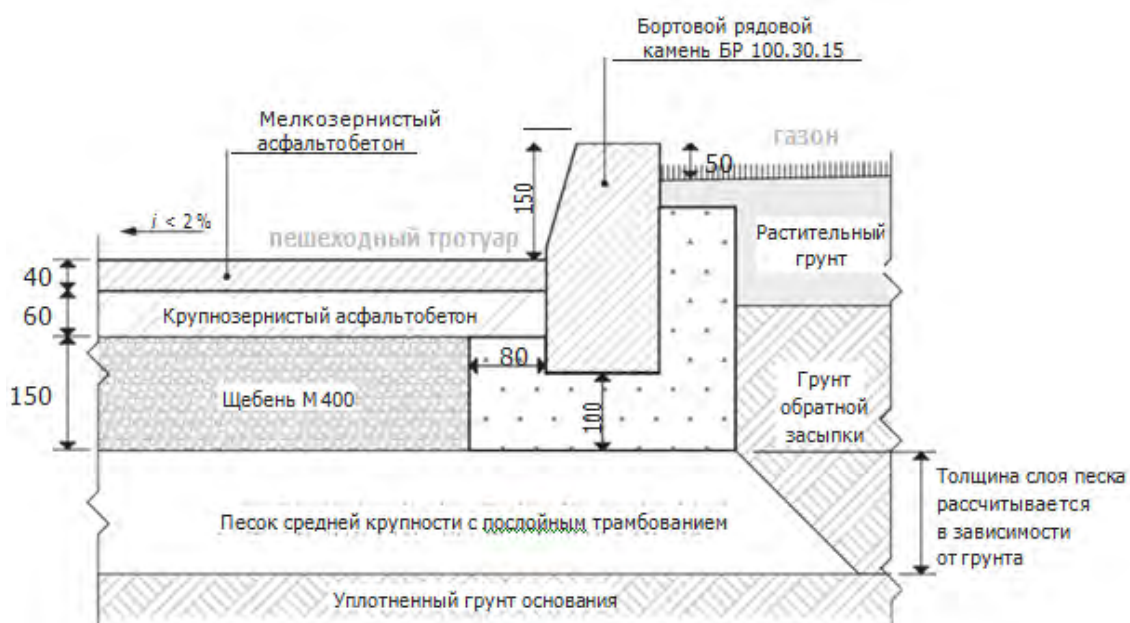 Бортовой рядовой
камень БР 100.30.15
Мелкозернистый
асфальтобетон
газон
50
150
i < 2%
пешеходный тротуар
Растительный
грунт
40
60
Крупнозернистый асфальтобетон
80
150
Щебень М 400
100
Грунт
обратной
засыпки
Толщина слоя песка
рассчитывается
в зависимости
от грунта
Песок средней крупности с послойным трамбованием
Уплотненный грунт основания